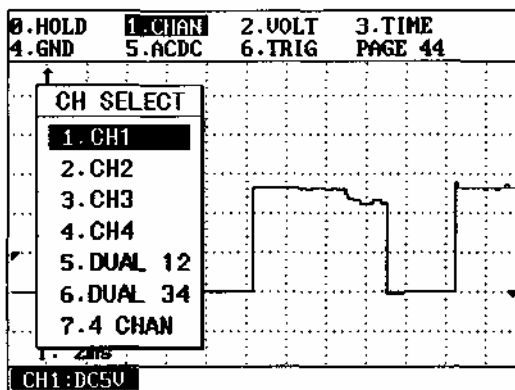 0.HOLD 1.CHAN 2.VOLT 3.TIME
4.GND 5.ACDC 6.TRIG PAGE 44
CH SELECT
1.CH1
2.CH2
3.CH3
4.CH4
5.DUAL 12
6.DUAL 34
7.4 CHAN
CH1:DC5V